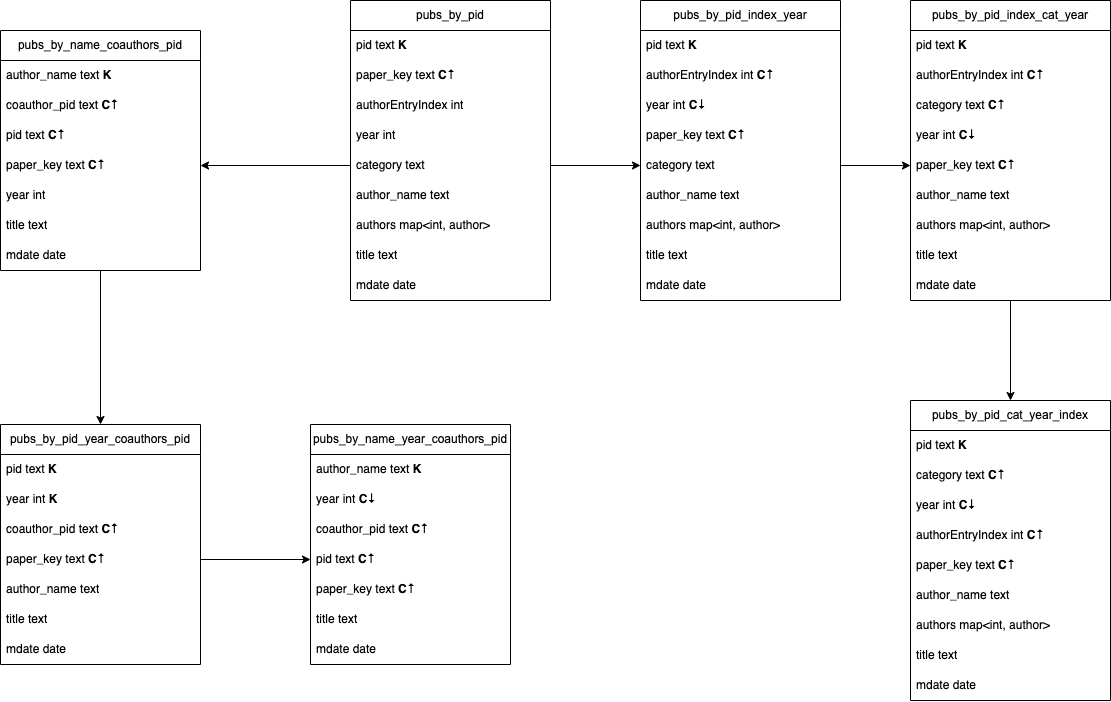 pubs_by_name_coauthors_pid
author_name text K
coauthor_pid text C↑
pid text C↑
paper_key text C↑
year int
title text
mdate date
pubs_by_pid
pid text K
paper_key text C↑
authorEntryIndex int
year int
category text
author_name text
authors map<int, author>
title text
mdate date
pubs_by_pid_index_year
pid text K
authorEntryIndex int C↑
year int C↓
paper_key text C↑
category text
author_name text
authors map<int, author>
title text
mdate date
pubs_by_pid_index_cat_year
pid text K
authorEntryIndex int C↑
category text C↑
year int C↓
paper_key text C↑
author_name text
authors map<int, author>
title text
mdate date
pubs_by_pid_year_coauthors_pid
pid text K
year int K
coauthor_pid text C↑
paper_key text C↑
author_name text
title text
mdate date
pubs_by_name_year_coauthors_pid
author_name text K
year int C↓
coauthor_pid text C↑
pid text C↑
paper_key text C↑
title text
mdate date
pubs_by_pid_cat_year_index
pid text K
category text C↑
year int C↓
authorEntryIndex int C↑
paper_key text C↑
author_name text
authors map<int, author>
title text
mdate date